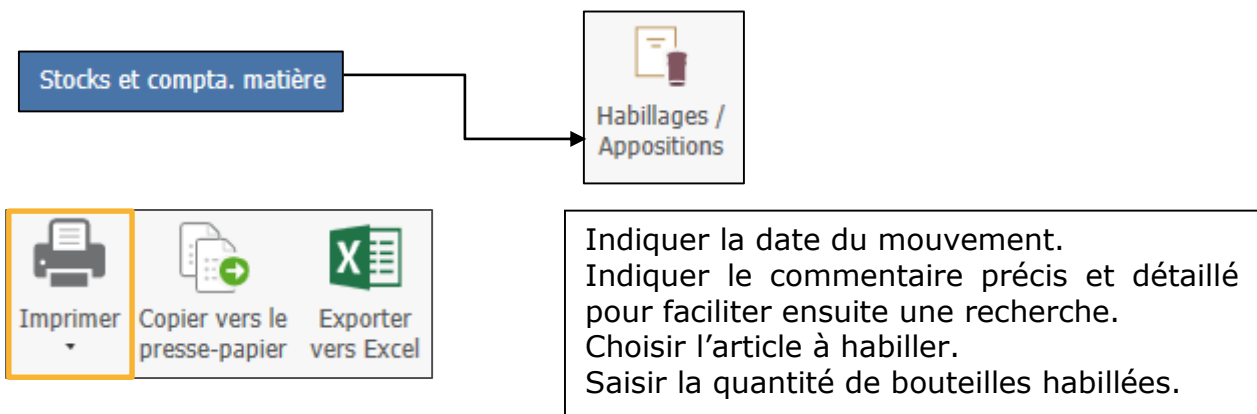 Stocks et compta. matière
Habillages /
Appositions
Imprimer
Copier vers le
presse-papier
Exporter
vers Excel
Indiquer la date du mouvement.
Indiquer le commentaire précis et détaillé
pour faciliter ensuite une recherche.
Choisir l’article à habiller.
Saisir la quantité de bouteilles habillées.